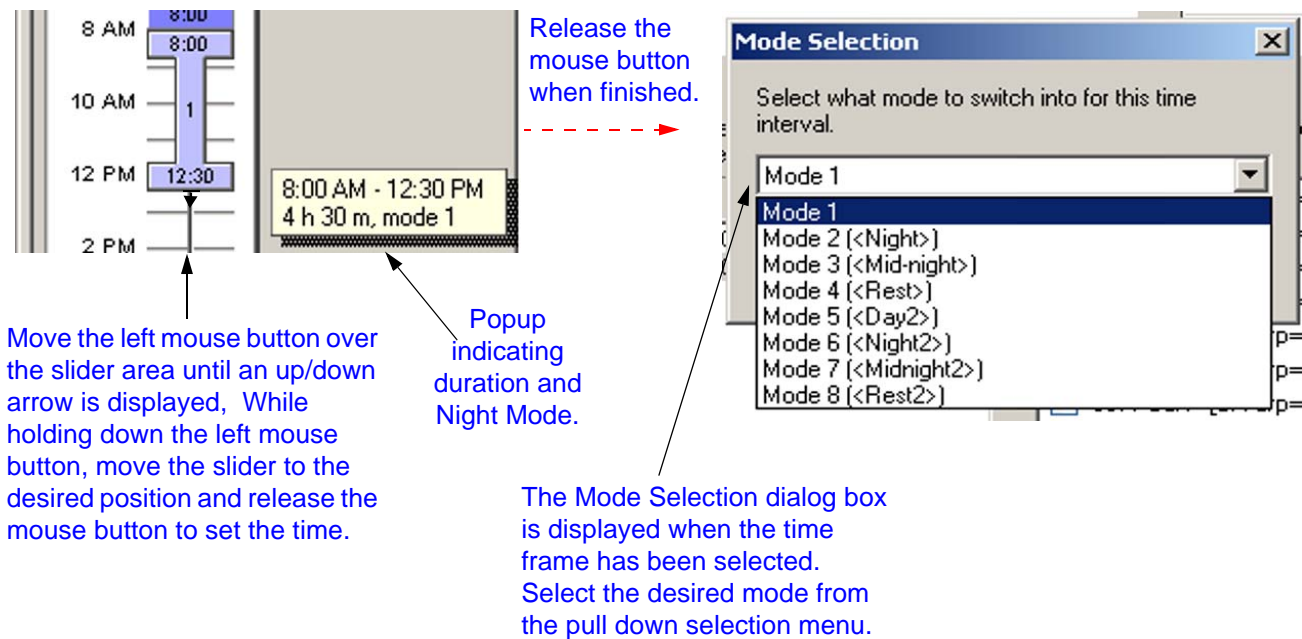 8:00
8 AM
8:00
10 AM
1
12 PM
12:30
2 PM
8:00 AM - 12:30 PM
4 h 30 m, mode 1
Release the
mouse button
when finished.
Mode Selection
Select what mode to switch into for this time
interval.
Mode 1
Mode 1
Mode 2 (<Night>)
Mode 3 (<Mid-night>)
Mode 4 (<Rest>)
Mode 5 (<Day2>)
Mode 6 (<Night2>)
Mode 7 (<Midnight2>)
Mode 8 (<Rest2>)
Move the left mouse button over
the slider area until an up/down
arrow is displayed, While
holding down the left mouse
button, move the slider to the
desired position and release the
mouse button to set the time.
Popup
indicating
duration and
Night Mode.
The Mode Selection dialog box
is displayed when the time
frame has been selected.
Select the desired mode from
the pull down selection menu.